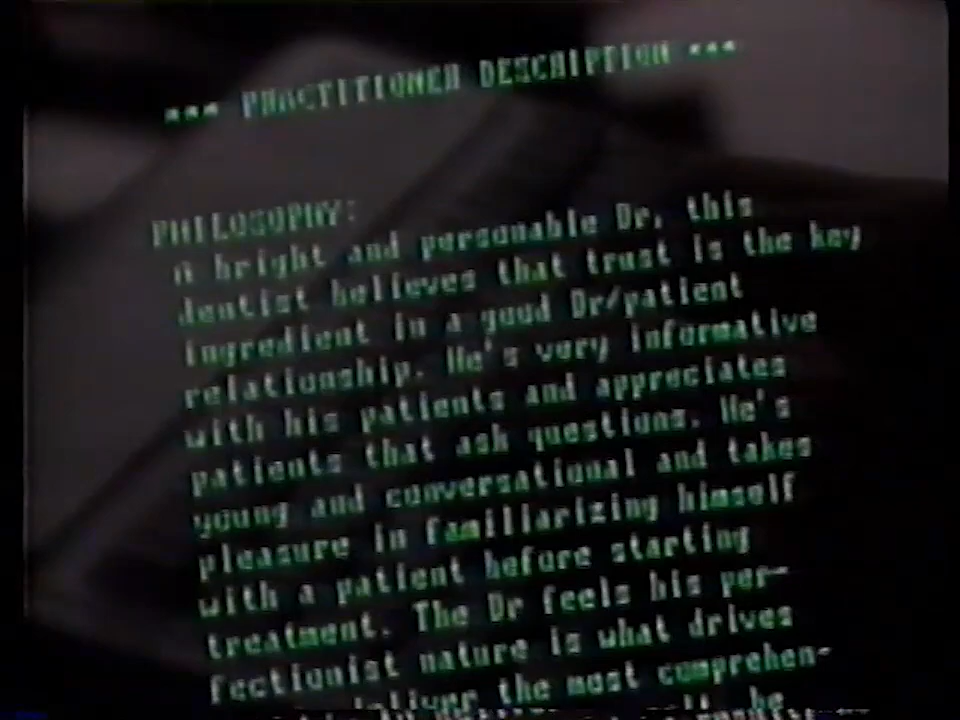 *** PRACTITIONER DESCRIPTION ***
PHILOSOPHY:
A bright and personable Dr, this
dentist believes that trust is the key
ingredient in a good Dr/patient
relationship. He's very informative
with his patients and appreciates
patients that ask questions. He's
young and conversational and takes
pleasure in familiarizing himself
with a patient before starting
treatment. The Dr feels his per-
fectionist nature is what drives
deliver the most comprehen-
he